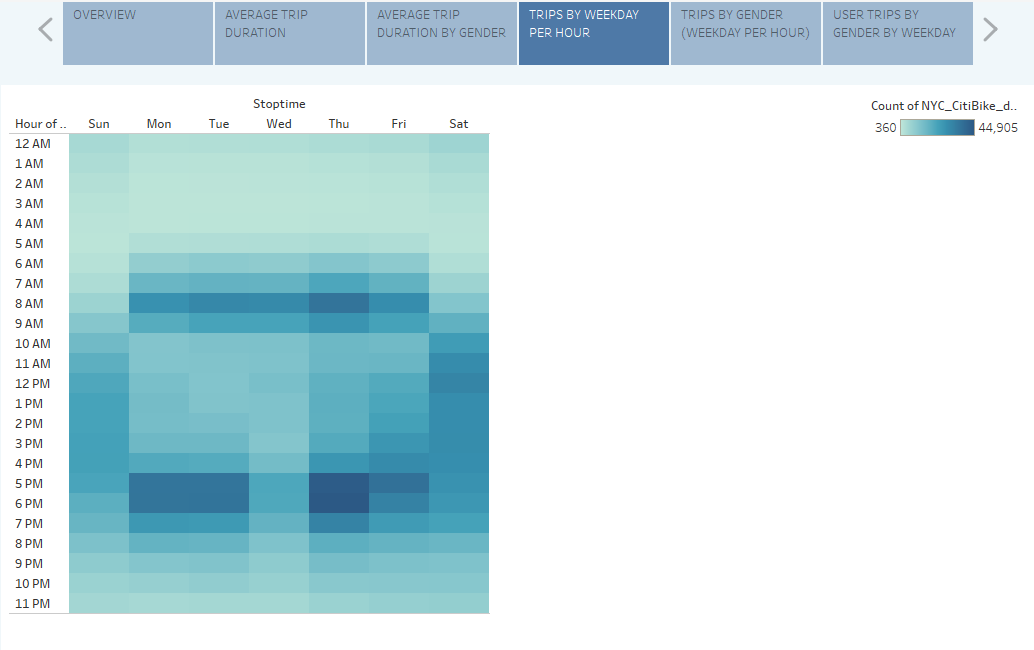 OVERVIEW
AVERAGE TRIP
DURATION
AVERAGE TRIP
DURATION BY GENDER
TRIPS BY WEEKDAY
PER HOUR
TRIPS BY GENDER
(WEEKDAY PER HOUR)
USER TRIPS BY
GENDER BY WEEKDAY
Stoptime
Hour of .. Sun Mon Tue Wed Thu Fri Sat
12 AM
1 AM
2 AM
3 AM
4 AM
5 AM
6 AM
7 AM
8 AM
9 AM
10 AM
11 AM
12 PM
1 PM
2 PM
3 PM
4 PM
5 PM
6 PM
7 PM
8 PM
9 PM
10 PM
11 PM
Count of NYC_CitiBike_d..
360 44,905